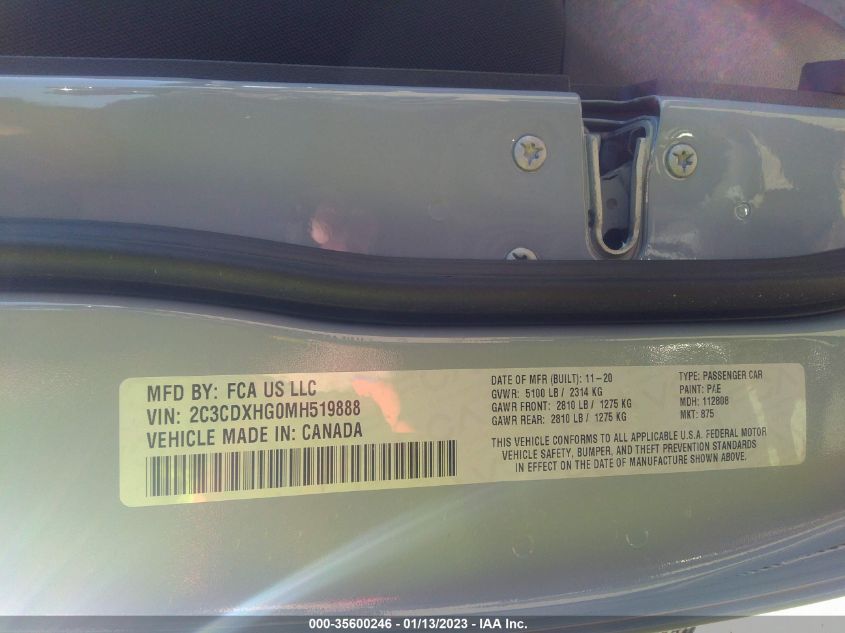 MFD BY: FCA US LLC
VIN: 2C3CDXHG0MH519888
VEHICLE MADE IN: CANADA
DATE OF MFR (BUILT): 11-20
GVWR: 5100 LB / 2314 KG
GAWR FRONT: 2810 LB / 1275 KG
GAWR REAR: 2810 LB / 1275 KG
TYPE: PASSENGER CAR
PAINT: P/E
MDH: 112808
MKT: 875
THIS VEHICLE CONFORMS TO ALL APPLICABLE U.S.A. FEDERAL MOTOR
VEHICLE SAFETY, BUMPER, AND THEFT PREVENTION STANDARDS
IN EFFECT ON THE DATE OF MANUFACTURE SHOWN ABOVE.
000-35600246 - 01/13/2023 - IAA Inc.